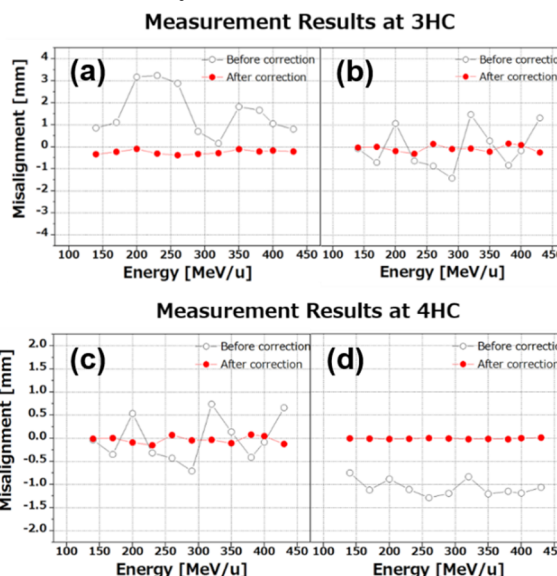 Measurement Results at 3HC
(a)
Before correction
After correction
(b)
Before correction
After correction
Misalignment [mm]
4
3
2
1
0
-1
-2
-3
-4
100 150 200 250 300 350 400 450
100 150 200 250 300 350 400 450
Energy [MeV/u]
Energy [MeV/u]
Measurement Results at 4HC
(c)
Before correction
After correction
(d)
Before correction
After correction
Misalignment [mm]
2.0
1.5
1.0
0.5
0.0
-0.5
-1.0
-1.5
-2.0
100 150 200 250 300 350 400 450
100 150 200 250 300 350 400 450
Energy [MeV/u]
Energy [MeV/u]